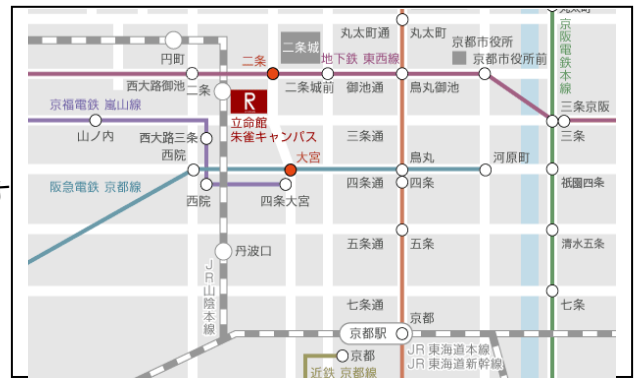 丸太町通
丸太町
丸太町
円町
二条
二条城
地下鉄 東西線
京都市役所
京都市役所前
京阪電鉄本線
西大路御池
二条
R
二条城前
御池通
烏丸御池
三条京阪
京福電鉄 嵐山線
立命館
朱雀キャンパス
山ノ内
西大路三条
三条通
三条
西院
大宮
烏丸
河原町
阪急電鉄 京都線
西院
四条大宮
四条通
四条
祇園四条
丹波口
五条通
五条
清水五条
JR山陰本線
七条通
七条
京都
京都駅
京都
JR 東海道本線
JR 東海道新幹線
近鉄 京都線